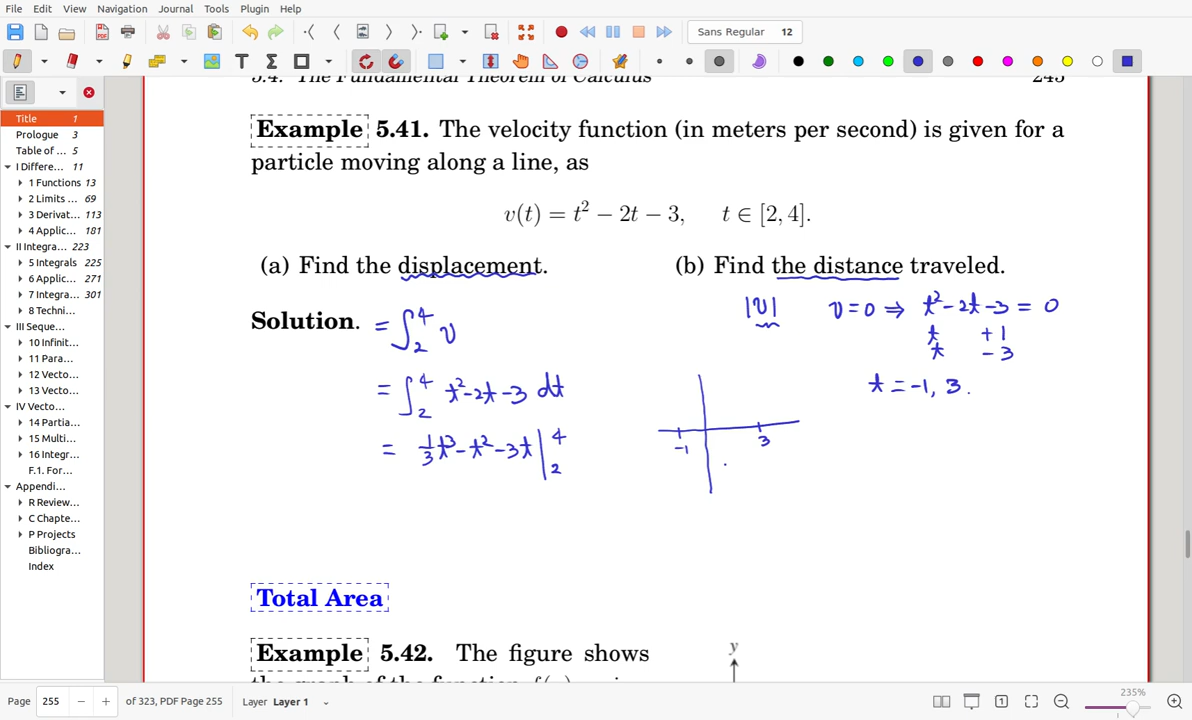 File Edit View Navigation Journal Tools Plugin Help
Sans Regular 12
Title 1
Prologue 3
Table of ... 5
I Differe... 11
1 Functions 13
2 Limits ... 69
3 Derivat... 113
4 Applic... 181
II Integra... 223
5 Integrals 225
6 Applic... 271
7 Integra... 301
8 Techni...
III Seque...
10 Infinit...
11 Para...
12 Vecto...
13 Vecto...
IV Vecto...
14 Partia...
15 Multi...
16 Integr...
F.1. For...
Appendi...
R Review...
C Chapte...
P Projects
Bibliogra...
Index
5.4. The Fundamental Theorem of Calculus 245
Example 5.41. The velocity function (in meters per second) is given for a
particle moving along a line, as
v(t) = t² − 2t − 3, t ∈ [2, 4].
(a) Find the displacement. (b) Find the distance traveled.
Solution. = ∫₂⁴ v
= ∫₂⁴ t²-2t-3 dt
= 1/3 t³ - t² - 3t |₂⁴
|v| v=0 ⇒ t²-2t-3 = 0
t +1
t -3
t = -1, 3.
-1 3
Total Area
Example 5.42. The figure shows
y
Page 255 − + of 323, PDF Page 255 Layer Layer 1 235%